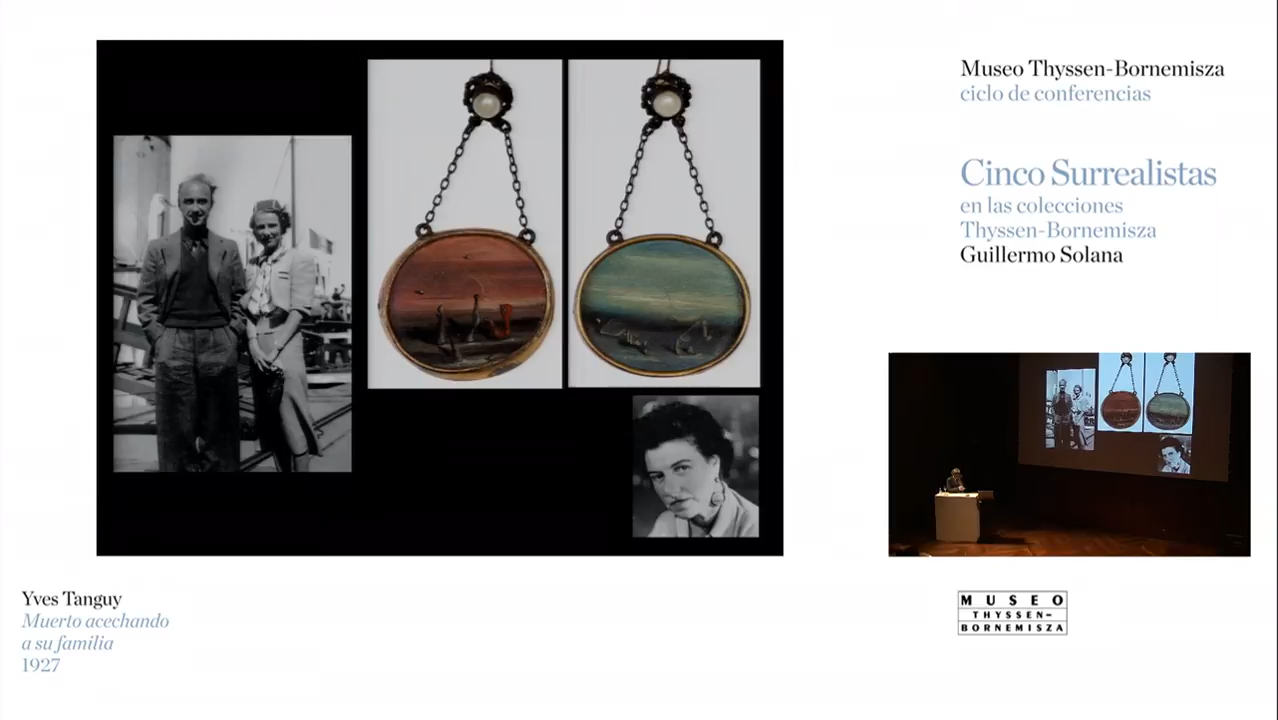 Museo Thyssen-Bornemisza
ciclo de conferencias
Cinco Surrealistas
en las colecciones
Thyssen-Bornemisza
Guillermo Solana
Yves Tanguy
Muerto acechando
a su familia
1927
MUSEO
THYSSEN-
BORNEMISZA